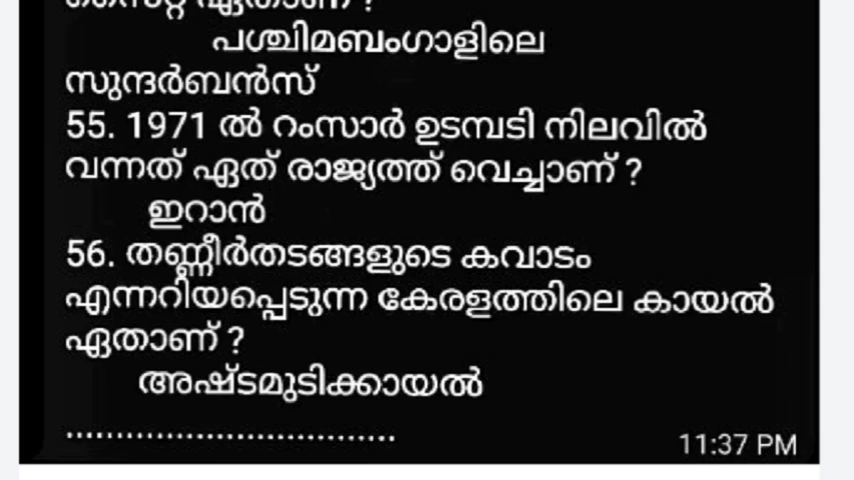 സൈറ്റ് ഏതാണ് ?
പശ്ചിമബംഗാളിലെ
സുന്ദർബൻസ്
55. 1971 ൽ റംസാർ ഉടമ്പടി നിലവിൽ
വന്നത് ഏത് രാജ്യത്ത് വെച്ചാണ് ?
ഇറാൻ
56. തണ്ണീർതടങ്ങളുടെ കവാടം
എന്നറിയപ്പെടുന്ന കേരളത്തിലെ കായൽ
ഏതാണ് ?
അഷ്ടമുടിക്കായൽ
.................................
11:37 PM